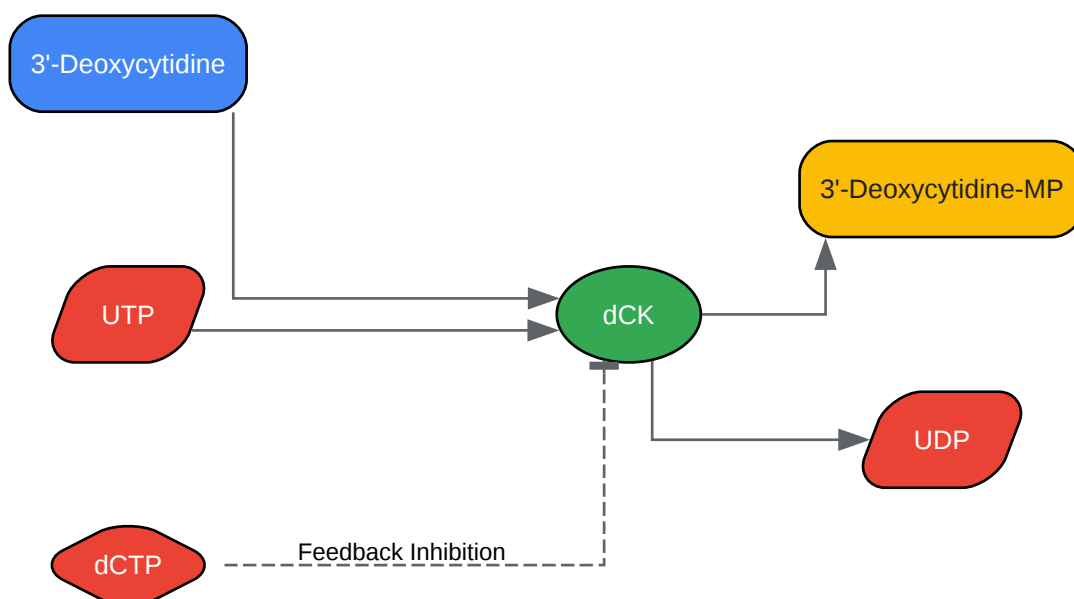 3'-Deoxycytidine
3'-Deoxycytidine-MP
UTP
dCK
UDP
Feedback Inhibition
dCTP